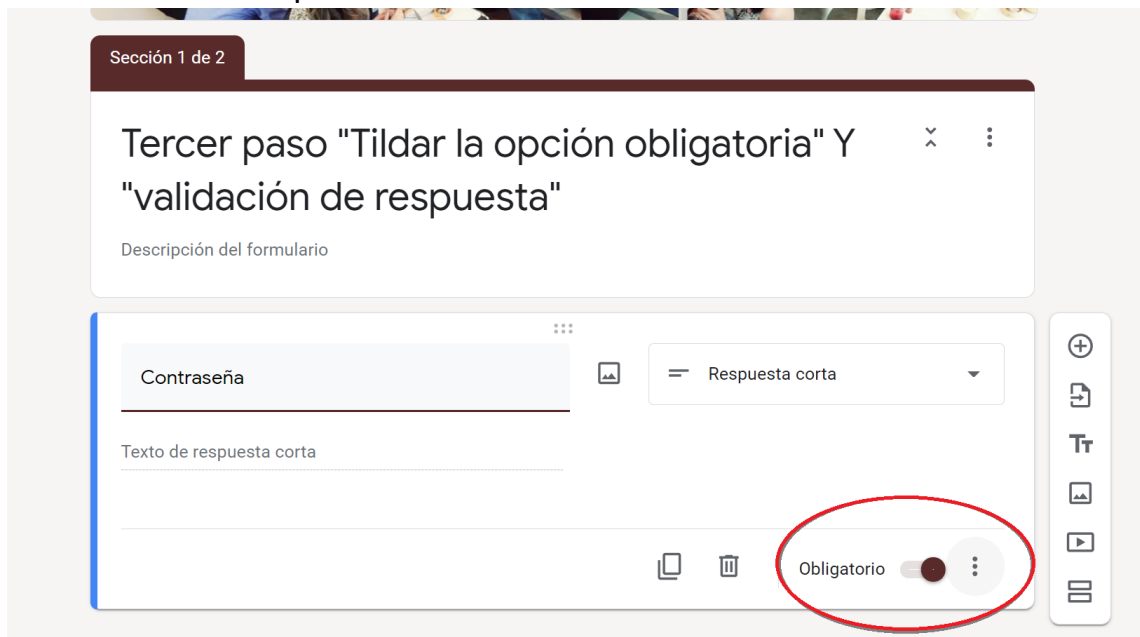 Sección 1 de 2
Tercer paso "Tildar la opción obligatoria" Y
"validación de respuesta"
Descripción del formulario
Contraseña
Respuesta corta
Texto de respuesta corta
Obligatorio
Tт